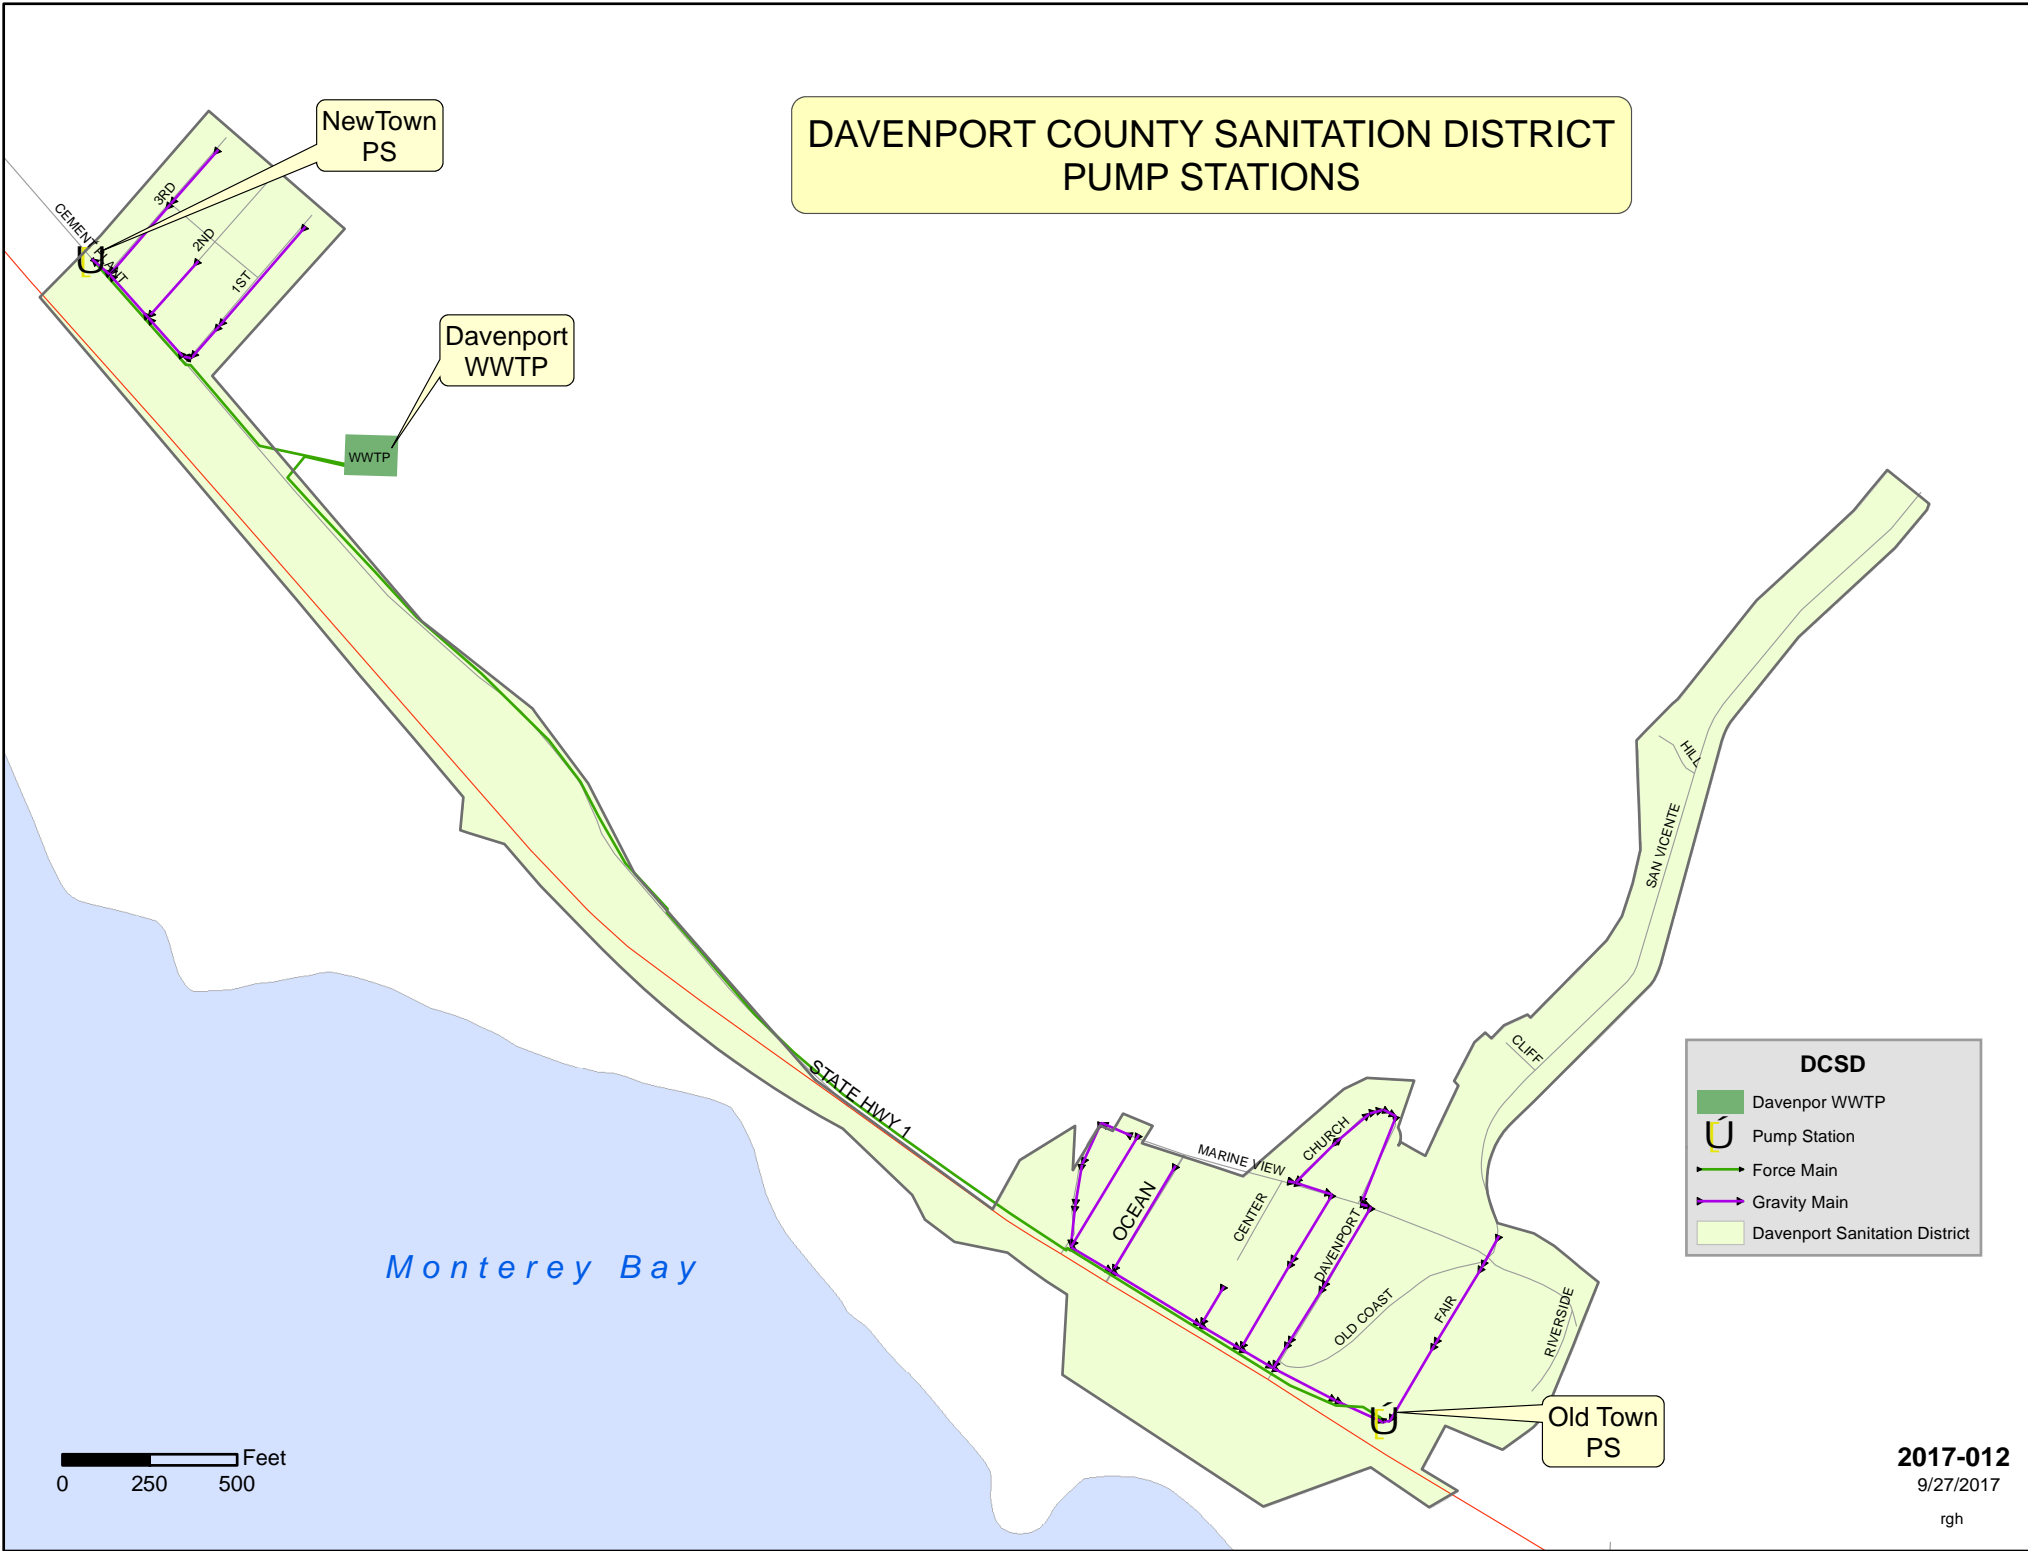 DAVENPORT COUNTY SANITATION DISTRICT
PUMP STATIONS
NewTown
PS
3RD
2ND
1ST
CEMENT PLANT
Davenport
WWTP
WWTP
STATE HWY 1
HILL
SAN VICENTE
CLIFF
CHURCH
MARINE VIEW
OCEAN
CENTER
DAVENPORT
OLD COAST
FAIR
RIVERSIDE
Old Town
PS
Monterey Bay
DCSD
Davenpor WWTP
Pump Station
Force Main
Gravity Main
Davenport Sanitation District
Feet
0 250 500
2017-012
9/27/2017
rgh